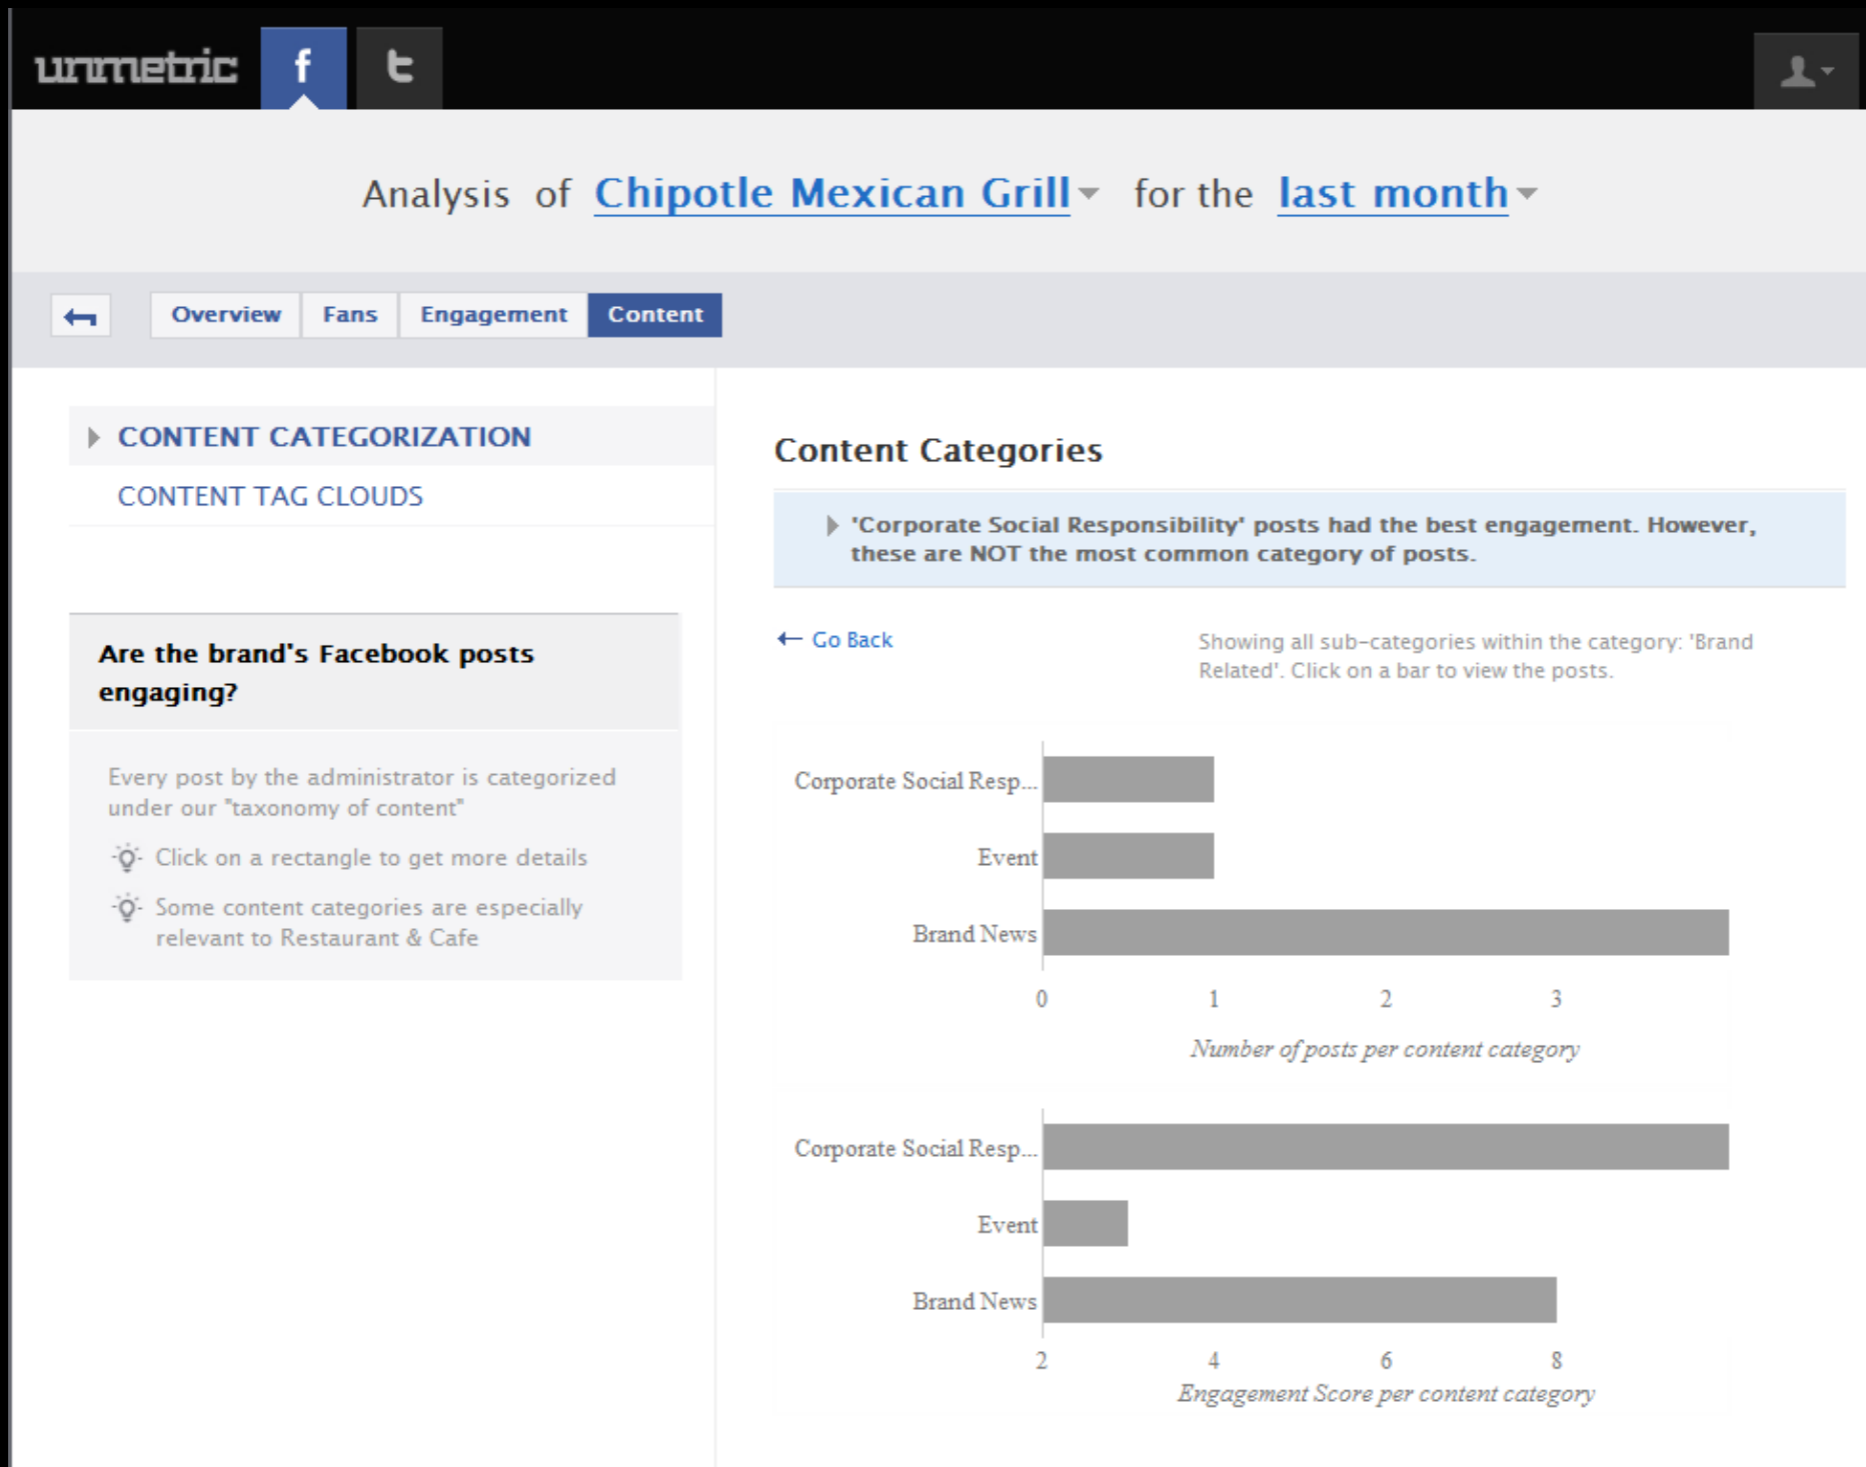 unmetric f t
Analysis of Chipotle Mexican Grill for the last month
Overview Fans Engagement Content
CONTENT CATEGORIZATION
CONTENT TAG CLOUDS
Are the brand's Facebook posts
engaging?
Every post by the administrator is categorized
under our "taxonomy of content"
Click on a rectangle to get more details
Some content categories are especially
relevant to Restaurant & Cafe
Content Categories
'Corporate Social Responsibility' posts had the best engagement. However,
these are NOT the most common category of posts.
Go Back
Showing all sub-categories within the category: 'Brand
Related'. Click on a bar to view the posts.
Corporate Social Resp...
Event
Brand News
0 1 2 3
Number of posts per content category
Corporate Social Resp...
Event
Brand News
2 4 6 8
Engagement Score per content category